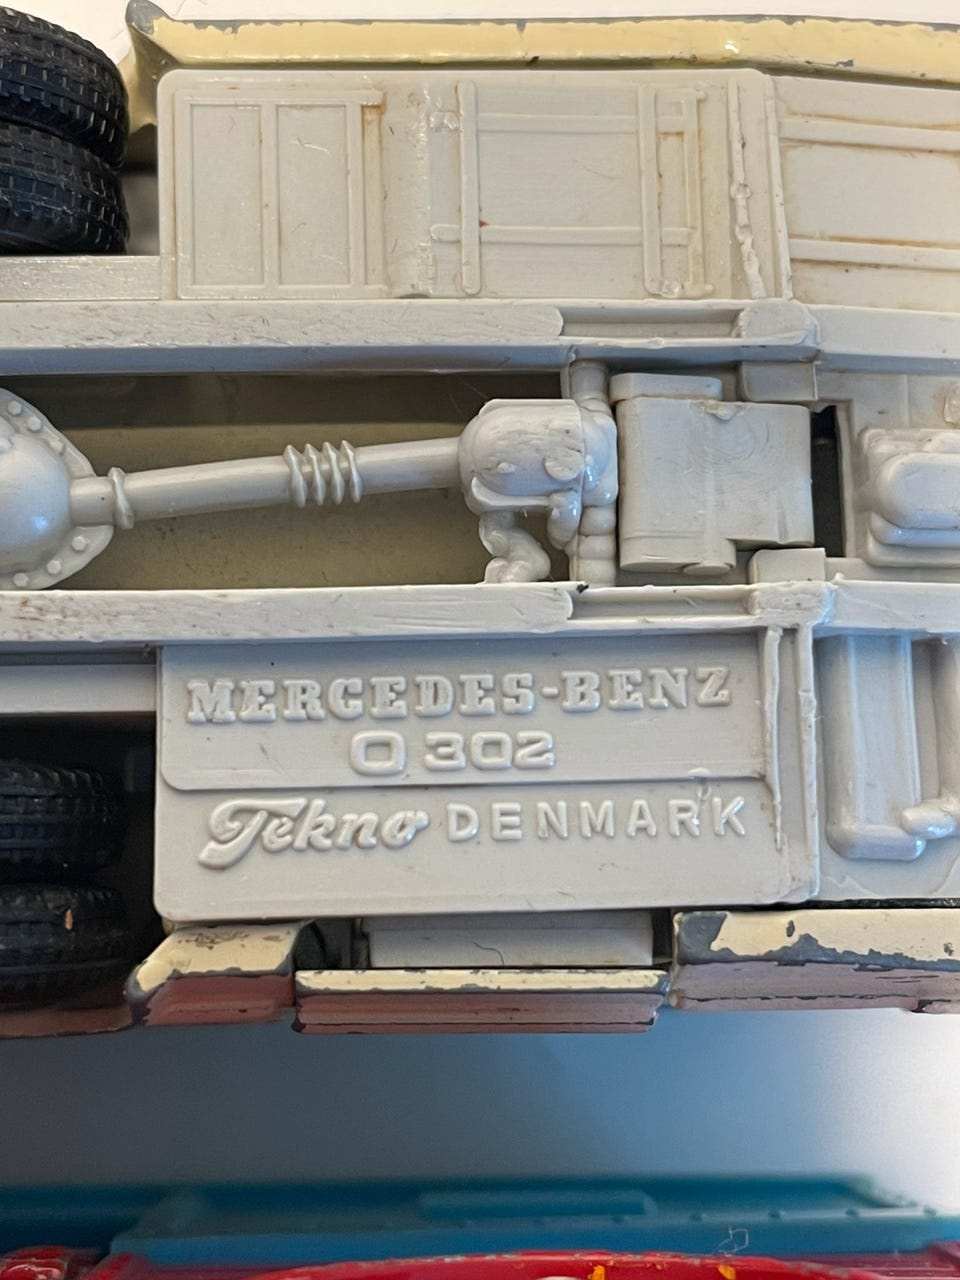 MERCEDES-BENZ
O 302
Tekno DENMARK